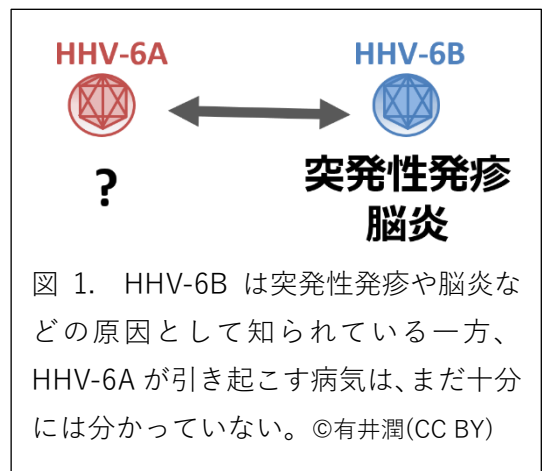 HHV-6A HHV-6B
? 突発性発疹
脳炎
図 1. HHV-6B は突発性発疹や脳炎な
どの原因として知られている一方、
HHV-6A が引き起こす病気は、まだ十分
には分かっていない。©有井潤(CC BY)